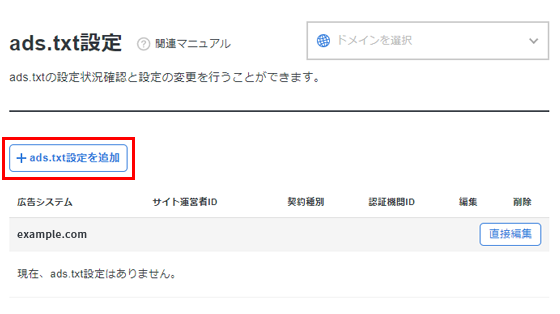 ads.txt設定 ? 関連マニュアル ドメインを選択
ads.txtの設定状況確認と設定の変更を行うことができます。
+ ads.txt設定を追加
広告システム サイト運営者ID 契約種別 認証機関ID 編集 削除
example.com 直接編集
現在、ads.txt設定はありません。